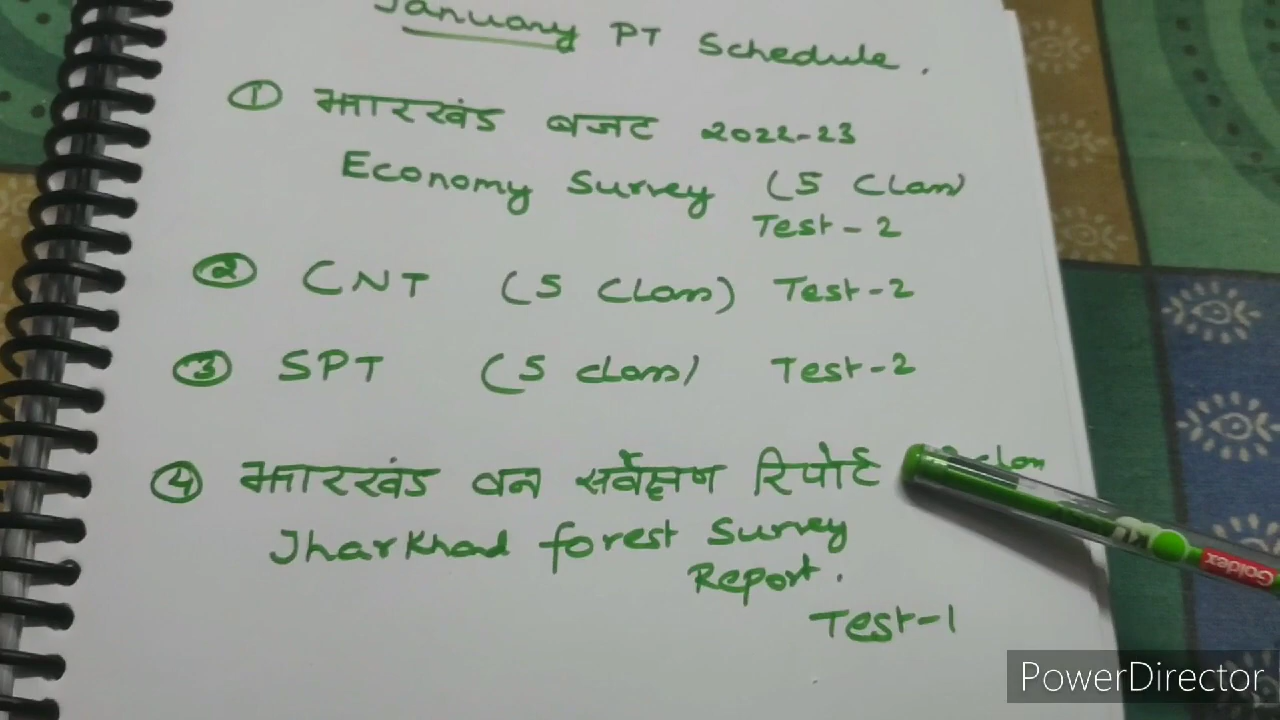 January PT Schedule.
① झारखंड बजट 2022-23
Economy Survey (5 Class)
Test-2
② CNT (5 Class) Test-2
③ SPT (5 class) Test-2
④ झारखंड वन सर्वेक्षण रिपोर्ट class
Jharkhand forest Survey
Report.
Test-1
Goldex
PowerDirector